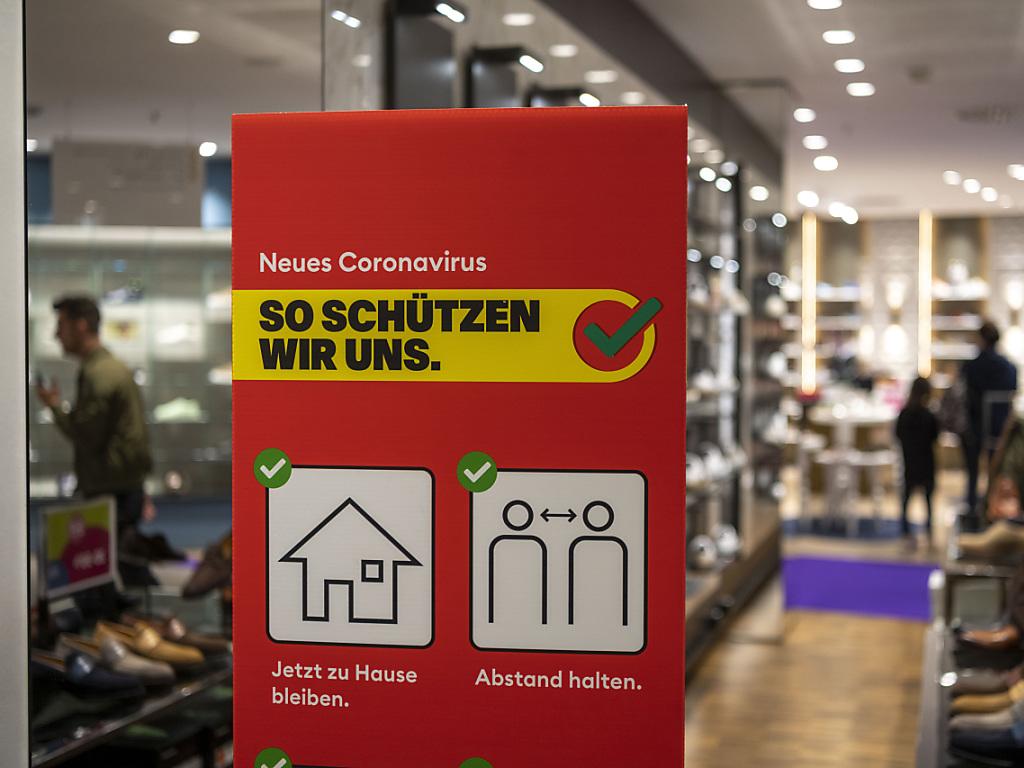 Neues Coronavirus
SO SCHÜTZEN
WIR UNS.
Jetzt zu Hause
bleiben.
Abstand halten.